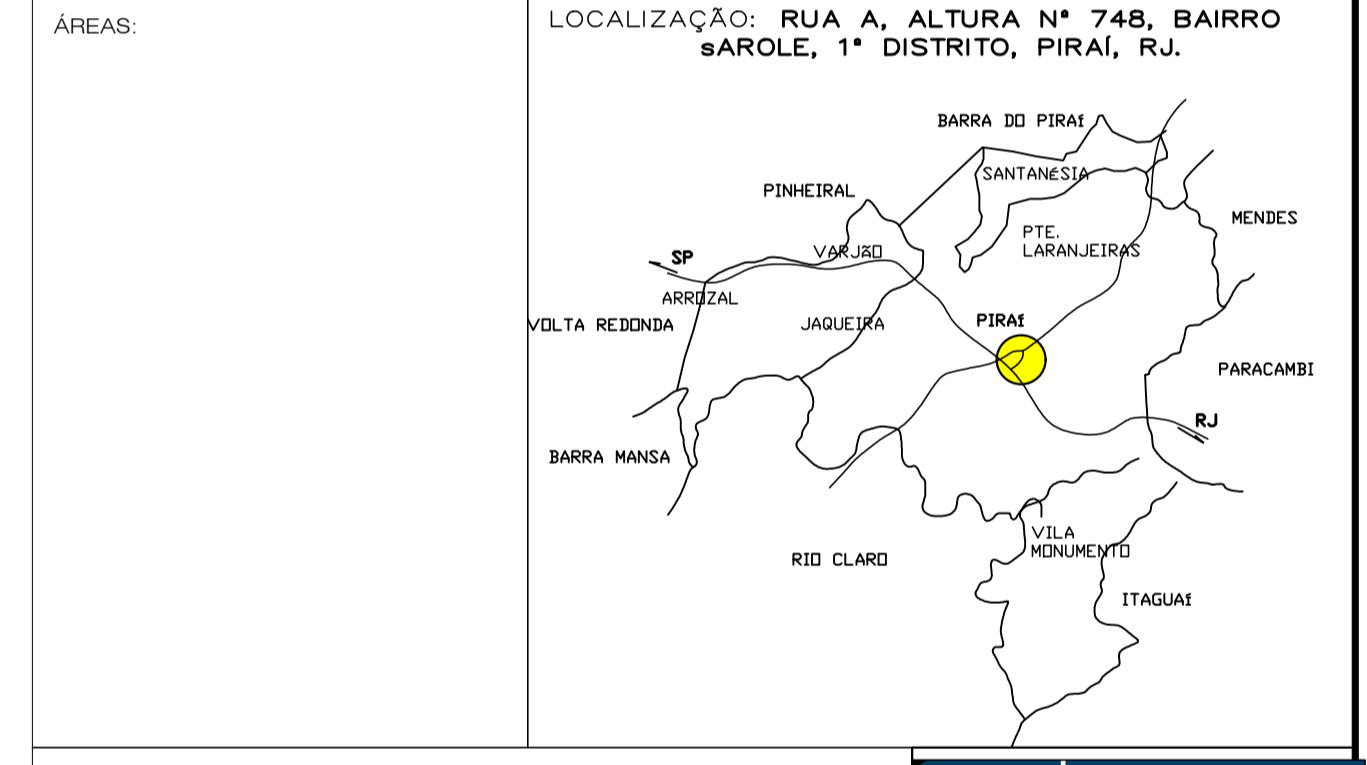 ÁREAS:
LOCALIZAÇÃO: RUA A, ALTURA Nº 748, BAIRRO
sAROLE, 1º DISTRITO, PIRAÍ, RJ.
BARRA DO PIRAí
SANTANÉSIA
PINHEIRAL
MENDES
PTE.
LARANJEIRAS
VARJãO
SP
ARROZAL
VOLTA REDONDA
JAQUEIRA
PIRAí
PARACAMBI
RJ
BARRA MANSA
VILA
MONUMENTO
RIO CLARO
ITAGUAí